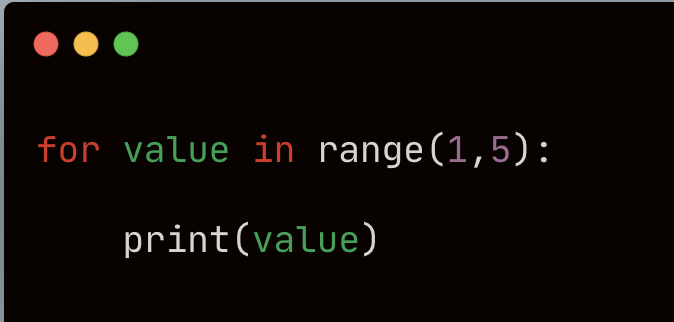 for value in range(1,5):
    print(value)